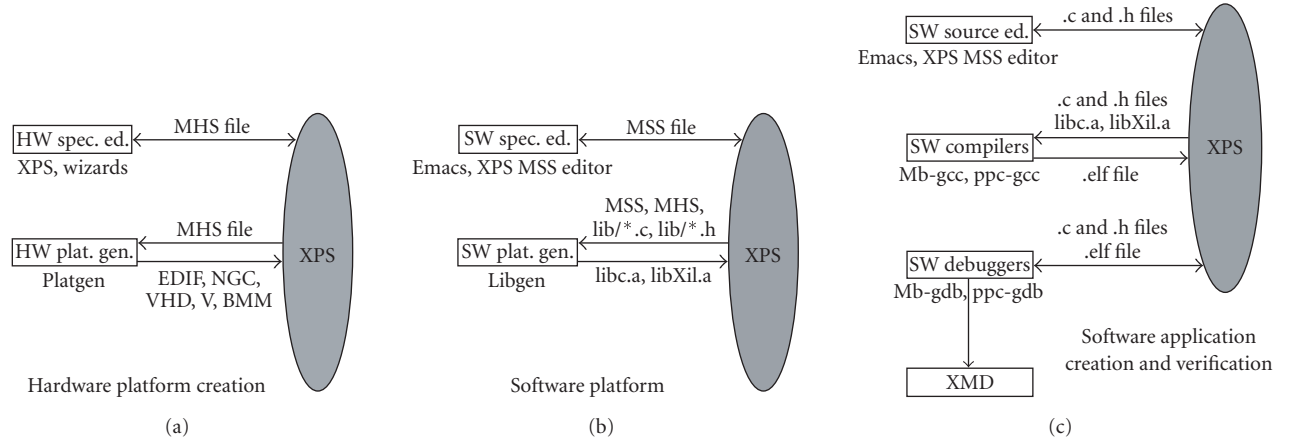 MHS file
HW spec. ed.
XPS, wizards
MHS file
HW plat. gen.
Platgen
EDIF, NGC,
VHD, V, BMM
XPS
Hardware platform creation
(a)
MSS file
SW spec. ed.
Emacs, XPS MSS editor
MSS, MHS,
lib/*.c, lib/*.h
SW plat. gen.
Libgen
libc.a, libXil.a
XPS
Software platform
(b)
.c and .h files
SW source ed.
Emacs, XPS MSS editor
.c and .h files
libc.a, libXil.a
SW compilers
Mb-gcc, ppc-gcc
.elf file
XPS
.c and .h files
.elf file
SW debuggers
Mb-gdb, ppc-gdb
XMD
Software application
creation and verification
(c)